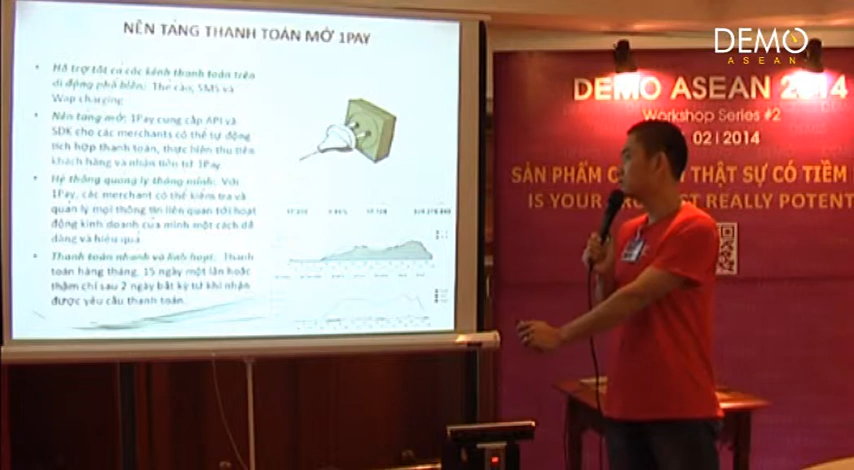 NỀN TẢNG THANH TOÁN MỞ 1PAY
Hỗ trợ tất cả các kênh thanh toán trên
di động phổ biến: Thẻ cào, SMS và
Wap charging
Nền tảng mở: 1Pay cung cấp API và
SDK cho các merchants có thể tự động
tích hợp thanh toán, thực hiện thu tiền
khách hàng và nhận tiền từ 1Pay
Hệ thống quảng lý thông minh: Với
1Pay, các merchant có thể kiểm tra và
quản lý mọi thông tin liên quan tới hoạt
động kinh doanh của mình một cách dễ
dàng và hiệu quả.
Thanh toán nhanh và linh hoạt: Thanh
toán hàng tháng, 15 ngày một lần hoặc
thậm chí sau 2 ngày bất kỳ từ khi nhận
được yêu cầu thanh toán.
DEMO
ASEAN
DEMO ASEAN 2014
Workshop Series #2
02 | 2014
SẢN PHẨM THẬT SỰ CÓ TIỀM
IS YOUR REALLY POTENT